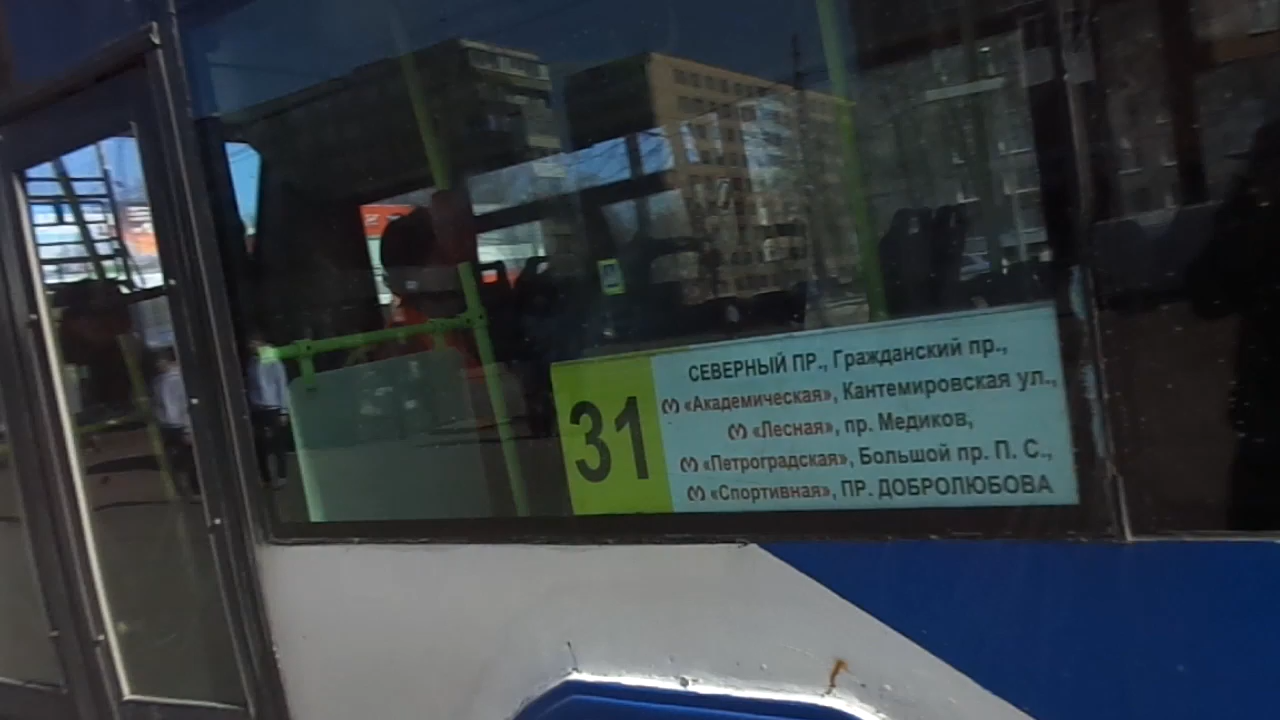 31
СЕВЕРНЫЙ ПР., Гражданский пр.,
«Академическая», Кантемировская ул.,
«Лесная», пр. Медиков,
«Петроградская», Большой пр. П. С.,
«Спортивная», ПР. ДОБРОЛЮБОВА